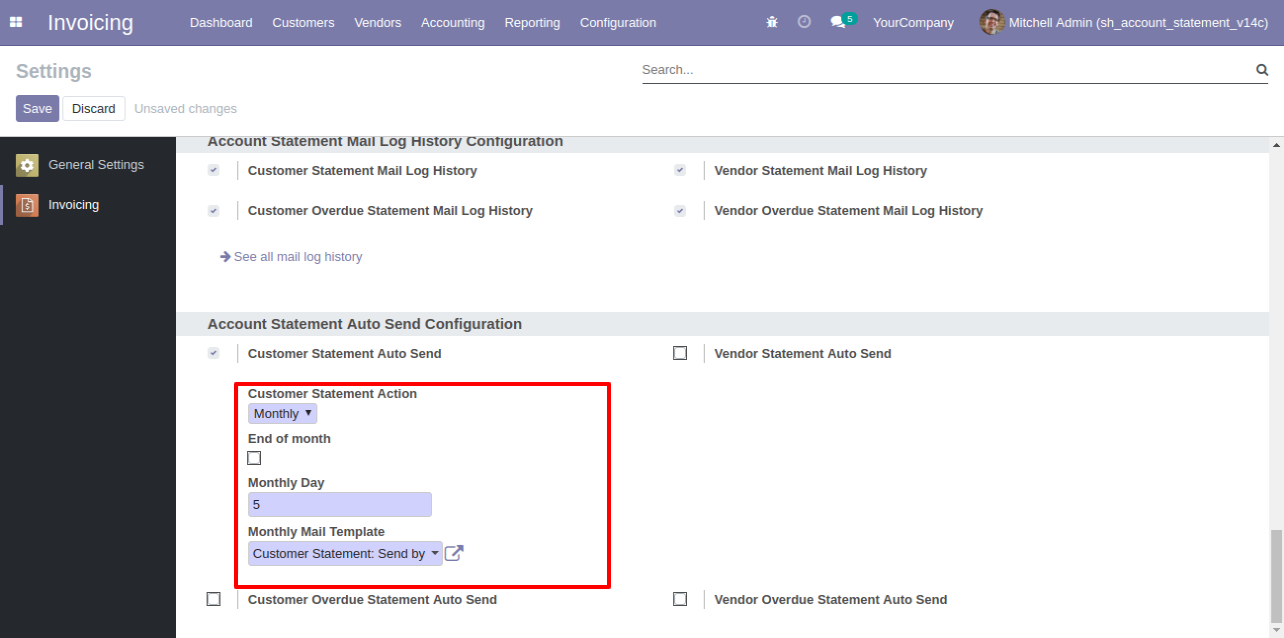 Invoicing Dashboard Customers Vendors Accounting Reporting Configuration 5 YourCompany Mitchell Admin (sh_account_statement_v14c)
Settings Search...
Save Discard Unsaved changes
General Settings
Invoicing
Account Statement Mail Log History Configuration
Customer Statement Mail Log History Vendor Statement Mail Log History
Customer Overdue Statement Mail Log History Vendor Overdue Statement Mail Log History
See all mail log history
Account Statement Auto Send Configuration
Customer Statement Auto Send Vendor Statement Auto Send
Customer Statement Action
Monthly
End of month
Monthly Day
5
Monthly Mail Template
Customer Statement: Send by
Customer Overdue Statement Auto Send Vendor Overdue Statement Auto Send